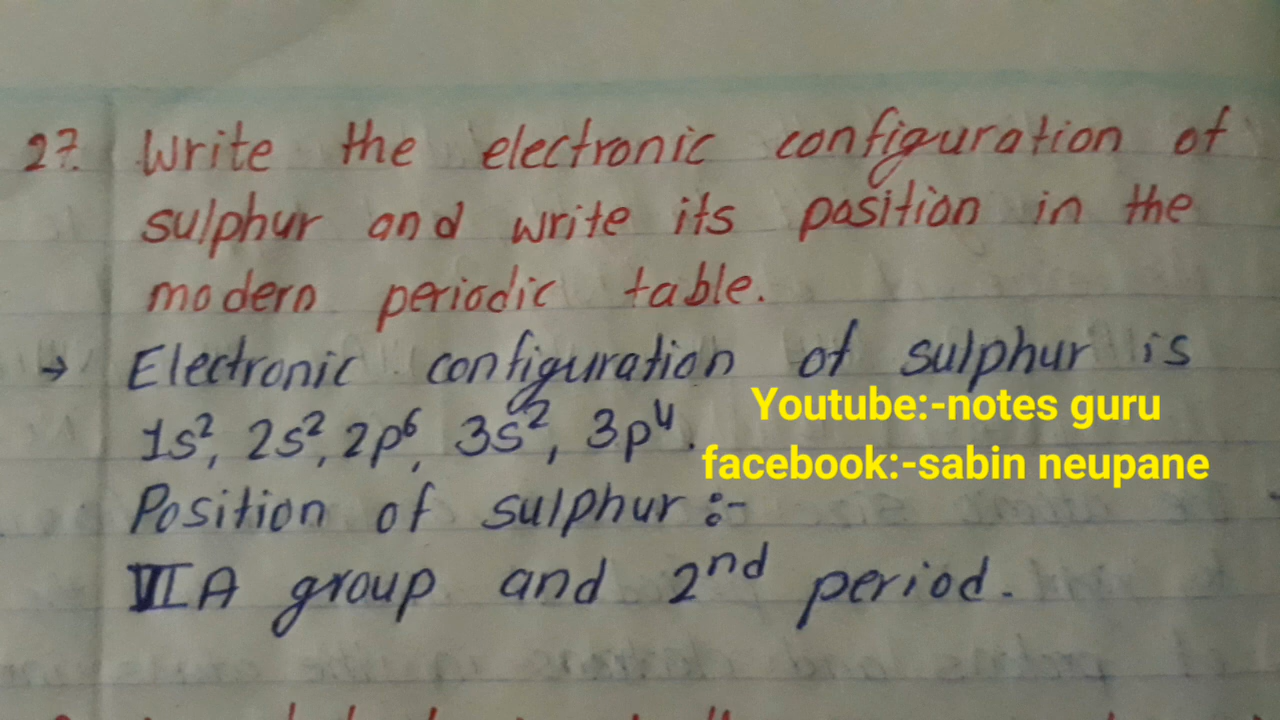 27. Write the electronic configuration of
sulphur and write its position in the
modern periodic table.
→ Electronic configuration of sulphur is
1s², 2s², 2p⁶, 3s², 3p⁴.
Youtube:-notes guru
facebook:-sabin neupane
Position of sulphur :-
VIA group and 2nd period.